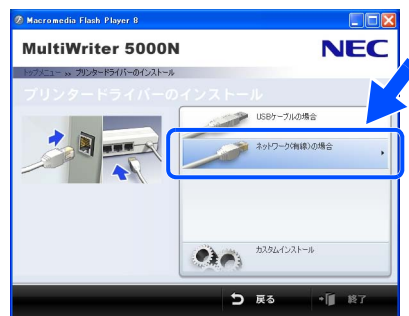 Macromedia Flash Player 8
MultiWriter 5000N
NEC
トップメニュー >> プリンタードライバーのインストール
プリンタードライバーのインストール
USBケーブルの場合
ネットワーク(有線)の場合
カスタムインストール
戻る
終了